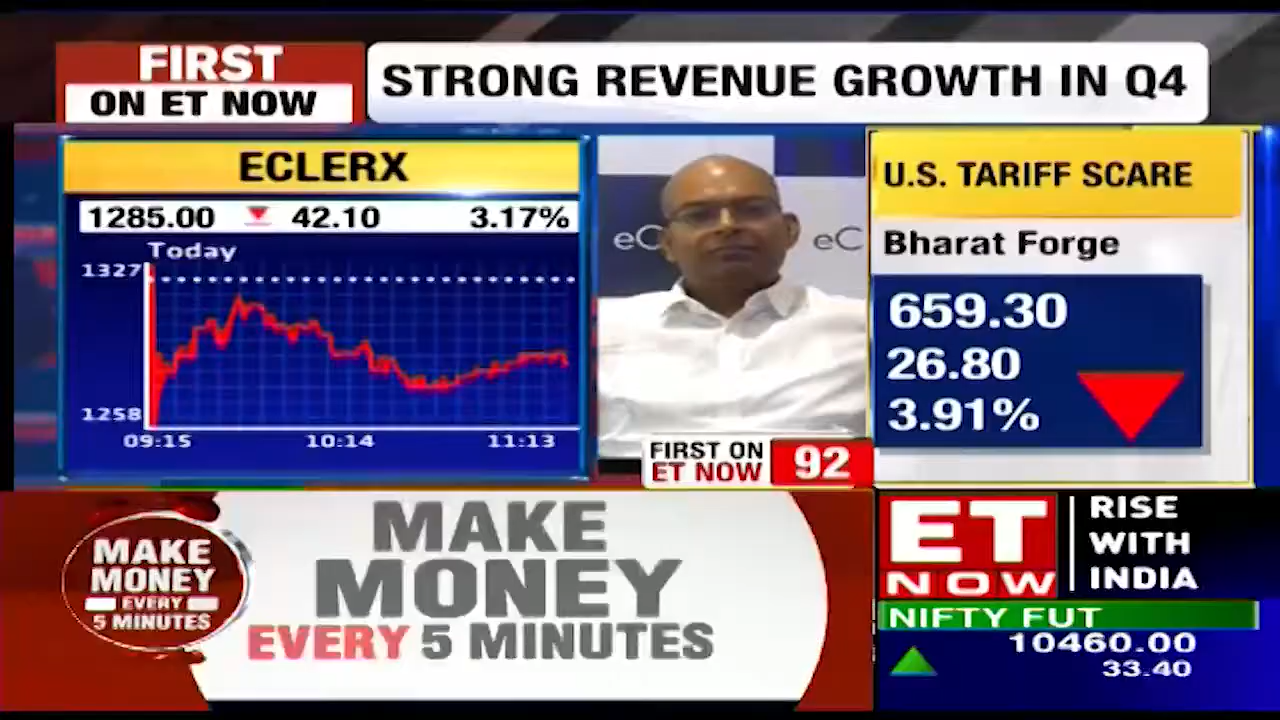 FIRST
ON ET NOW
STRONG REVENUE GROWTH IN Q4
ECLERX
1285.00 42.10 3.17%
Today
1327
1258
09:15 10:14 11:13
eC eC
FIRST ON
ET NOW
92
U.S. TARIFF SCARE
Bharat Forge
659.30
26.80
3.91%
MAKE
MONEY
EVERY
5 MINUTES
MAKE
MONEY
EVERY 5 MINUTES
ET
NOW
RISE
WITH
INDIA
NIFTY FUT
10460.00
33.40